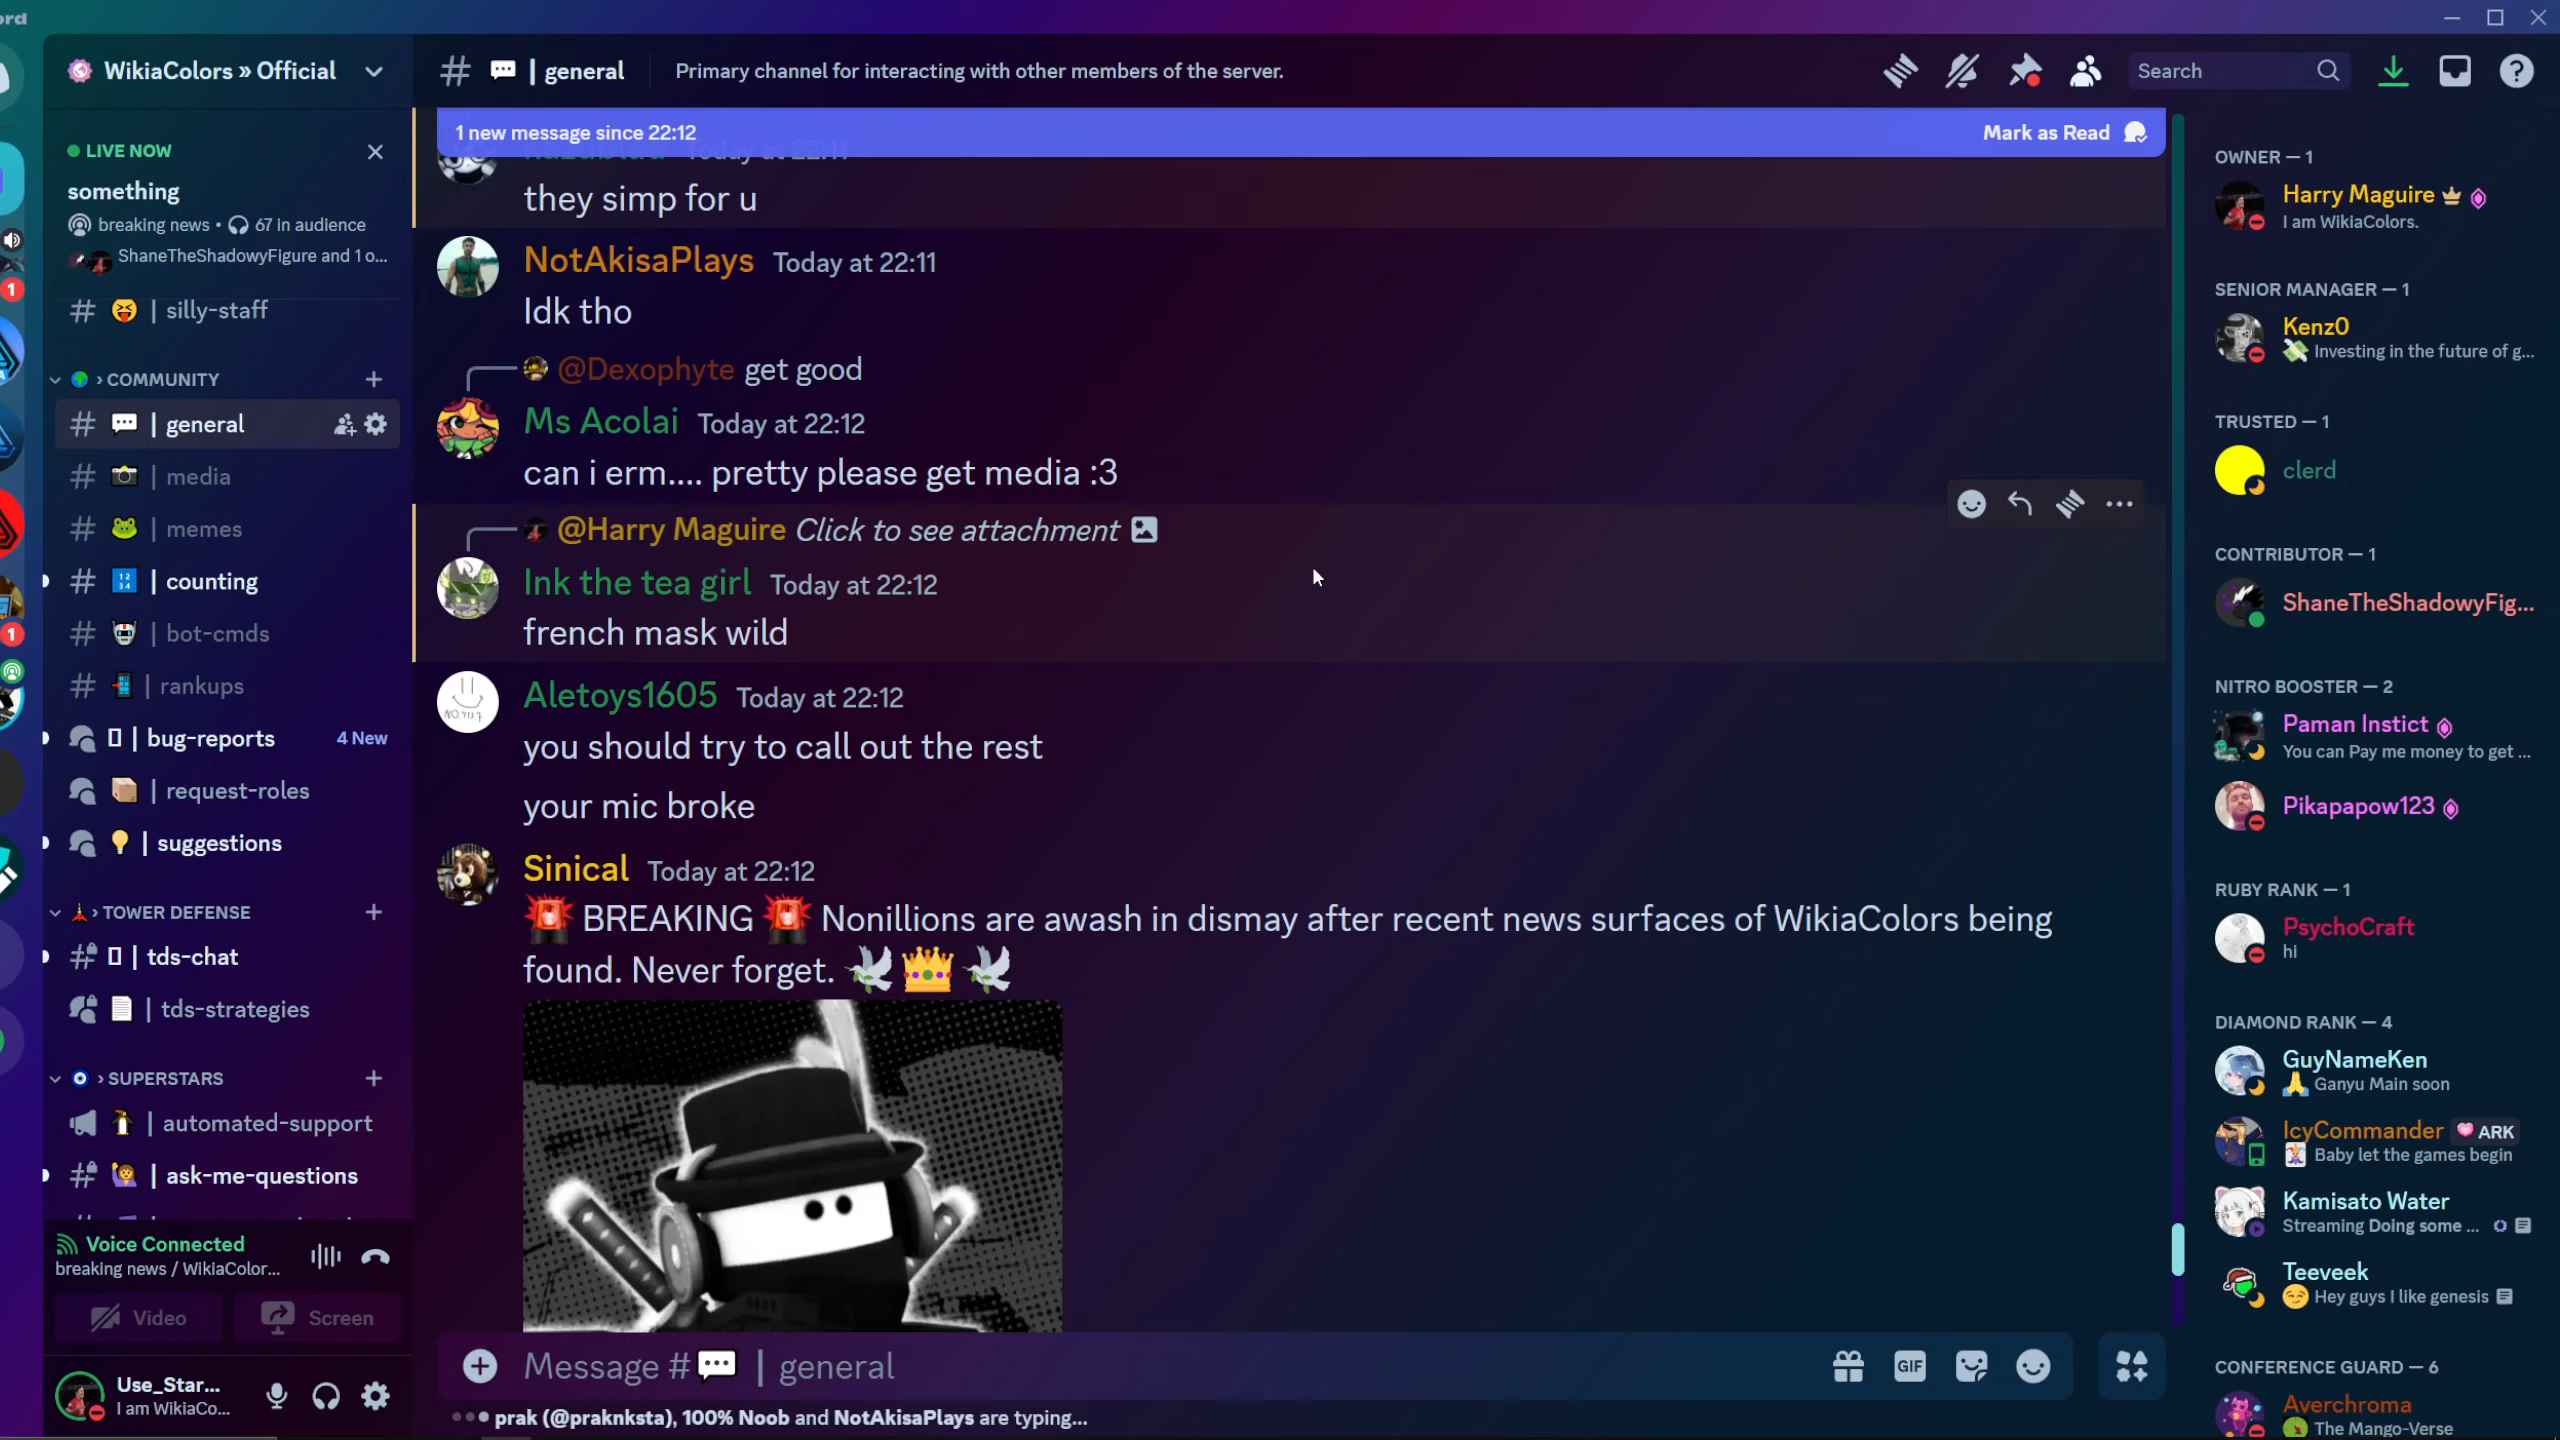 ord
WikiaColors » Official
LIVE NOW
something
breaking news • 67 in audience
ShaneTheShadowyFigure and 1 o...
1
1
# 😝 | silly-staff
🌍 › COMMUNITY
# 💬 | general
# 📷 | media
# 🐸 | memes
# 🔢 | counting
# 🤖 | bot-cmds
# 📲 | rankups
| bug-reports 4 New
📦 | request-roles
💡 | suggestions
› TOWER DEFENSE
# | tds-chat
📄 | tds-strategies
› SUPERSTARS
🐧 | automated-support
# 🙋 | ask-me-questions
Voice Connected
breaking news / WikiaColor...
Video
Screen
Use_Star...
I am WikiaCo...
# 💬 | general
Primary channel for interacting with other members of the server.
Search
1 new message since 22:12
Mark as Read
Today at 22:11
they simp for u
NotAkisaPlays Today at 22:11
Idk tho
@Dexophyte get good
Ms Acolai Today at 22:12
can i erm.... pretty please get media :3
@Harry Maguire Click to see attachment
Ink the tea girl Today at 22:12
french mask wild
Aletoys1605 Today at 22:12
you should try to call out the rest
your mic broke
Sinical Today at 22:12
🚨 BREAKING 🚨 Nonillions are awash in dismay after recent news surfaces of WikiaColors being
found. Never forget. 🕊️👑🕊️
Message #💬 | general
GIF
prak (@praknksta), 100% Noob and NotAkisaPlays are typing...
OWNER — 1
Harry Maguire
I am WikiaColors.
SENIOR MANAGER — 1
Kenz0
💸 Investing in the future of g...
TRUSTED — 1
clerd
CONTRIBUTOR — 1
ShaneTheShadowyFig...
NITRO BOOSTER — 2
Paman Instict
You can Pay me money to get ...
Pikapapow123
RUBY RANK — 1
PsychoCraft
hi
DIAMOND RANK — 4
GuyNameKen
🙏 Ganyu Main soon
IcyCommander ARK
🃏 Baby let the games begin
Kamisato Water
Streaming Doing some ...
Teeveek
😏 Hey guys I like genesis
CONFERENCE GUARD — 6
Averchroma
The Mango-Verse